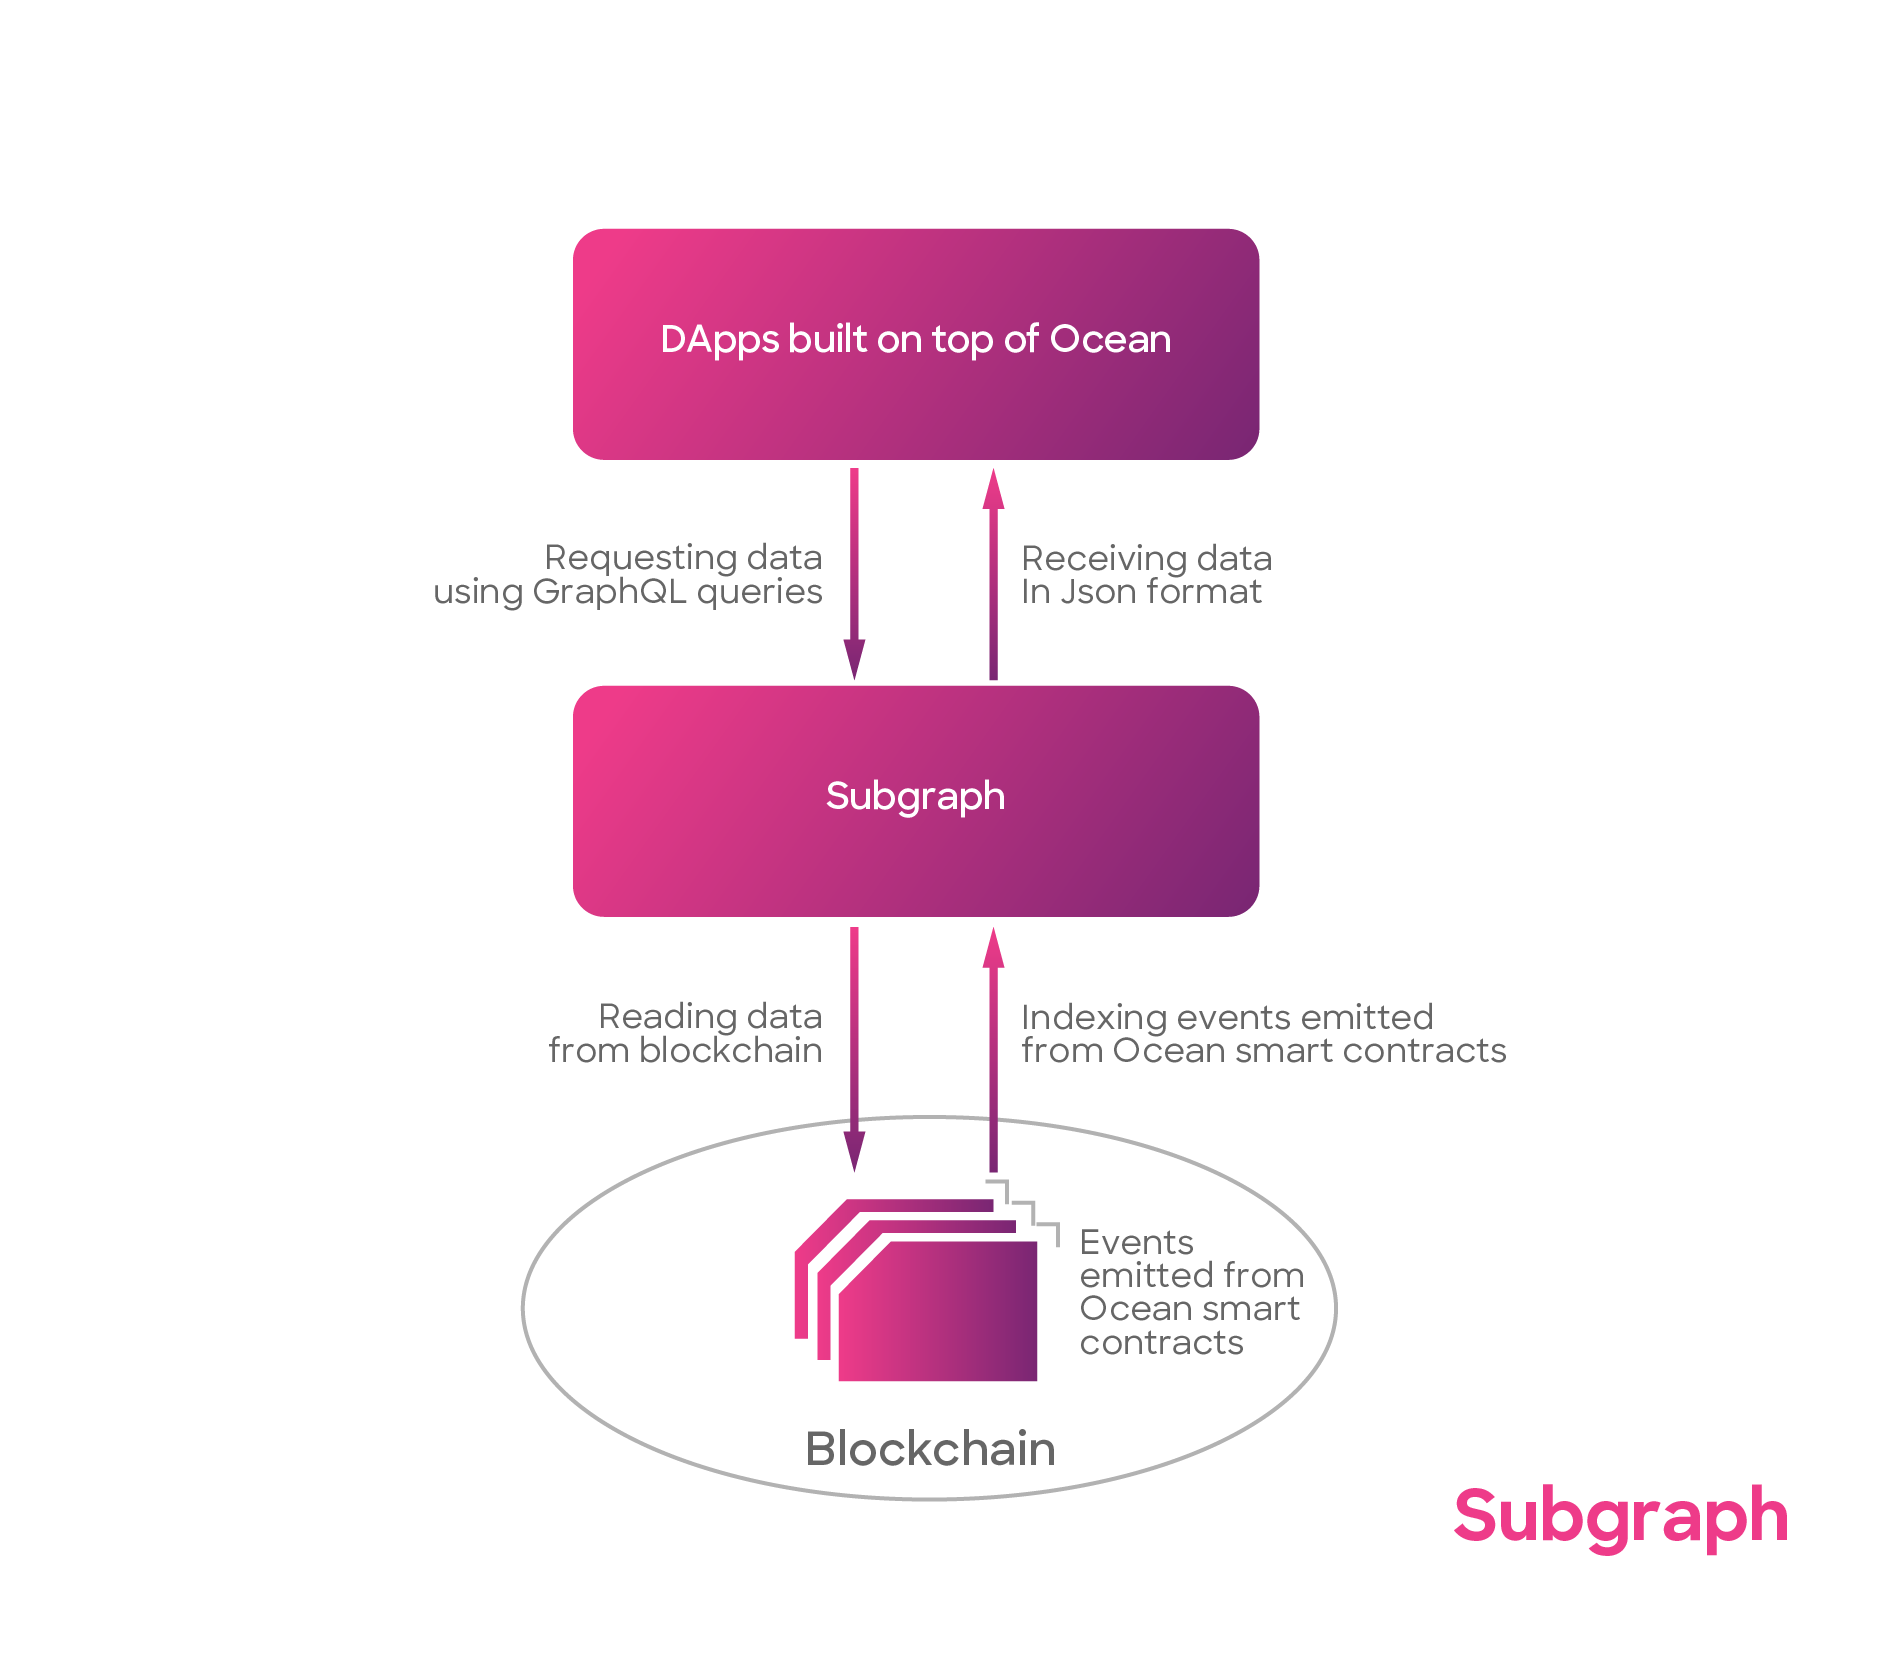 DApps built on top of Ocean
Requesting data
using GraphQL queries
Receiving data
In Json format
Subgraph
Reading data
from blockchain
Indexing events emitted
from Ocean smart contracts
Events
emitted from
Ocean smart
contracts
Blockchain
Subgraph